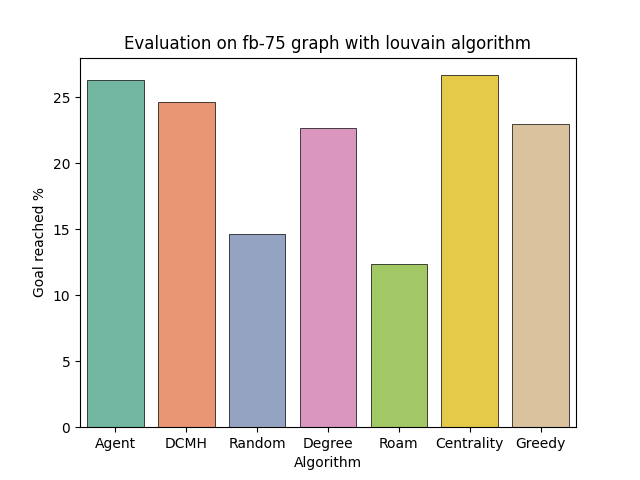 Evaluation on fb-75 graph with louvain algorithm
Goal reached %
25
20
15
10
5
0
Agent DCMH Random Degree Roam Centrality Greedy
Algorithm